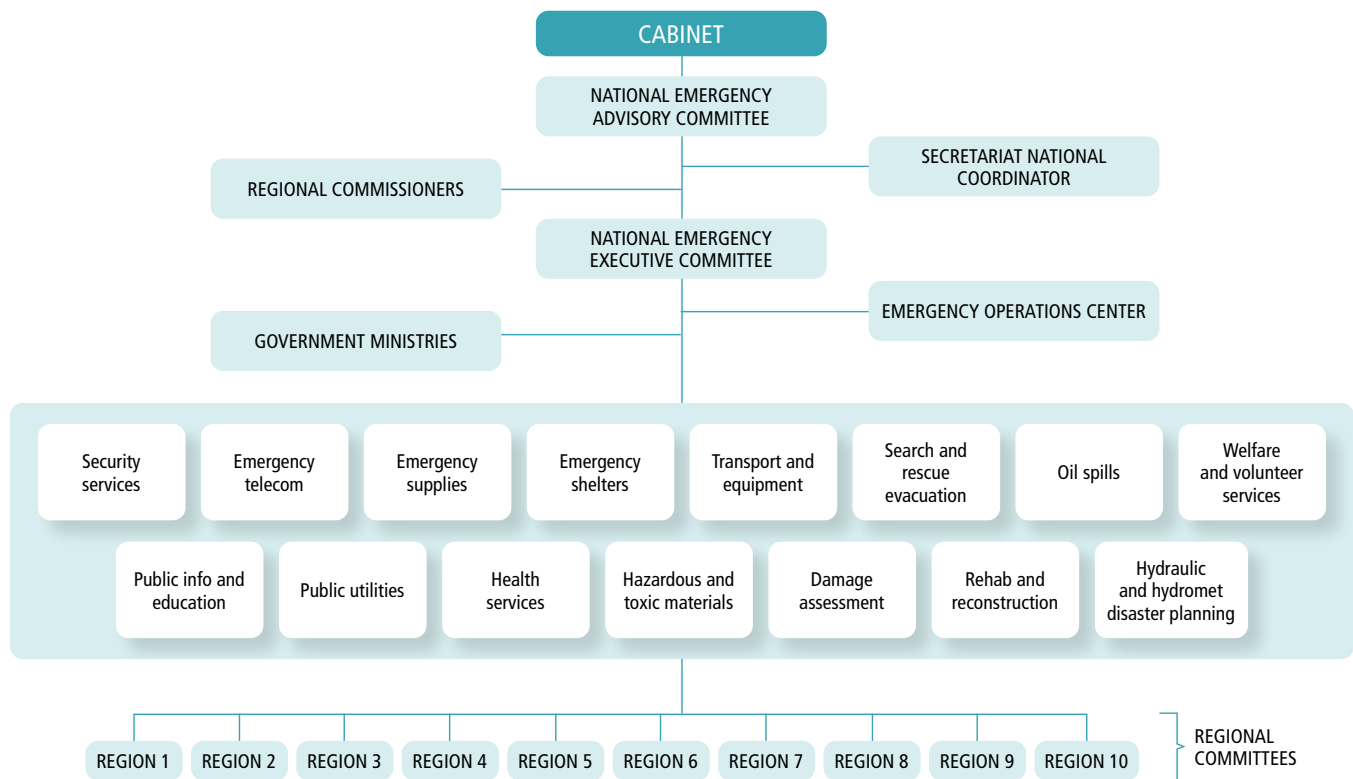 CABINET
NATIONAL EMERGENCY
ADVISORY COMMITTEE
SECRETARIAT NATIONAL
COORDINATOR
REGIONAL COMMISSIONERS
NATIONAL EMERGENCY
EXECUTIVE COMMITTEE
EMERGENCY OPERATIONS CENTER
GOVERNMENT MINISTRIES
Security
services
Emergency
telecom
Emergency
supplies
Emergency
shelters
Transport and
equipment
Search and
rescue
evacuation
Oil spills
Welfare
and volunteer
services
Public info and
education
Public utilities
Health
services
Hazardous and
toxic materials
Damage
assessment
Rehab and
reconstruction
Hydraulic
and hydromet
disaster planning
REGION 1
REGION 2
REGION 3
REGION 4
REGION 5
REGION 6
REGION 7
REGION 8
REGION 9
REGION 10
REGIONAL
COMMITTEES